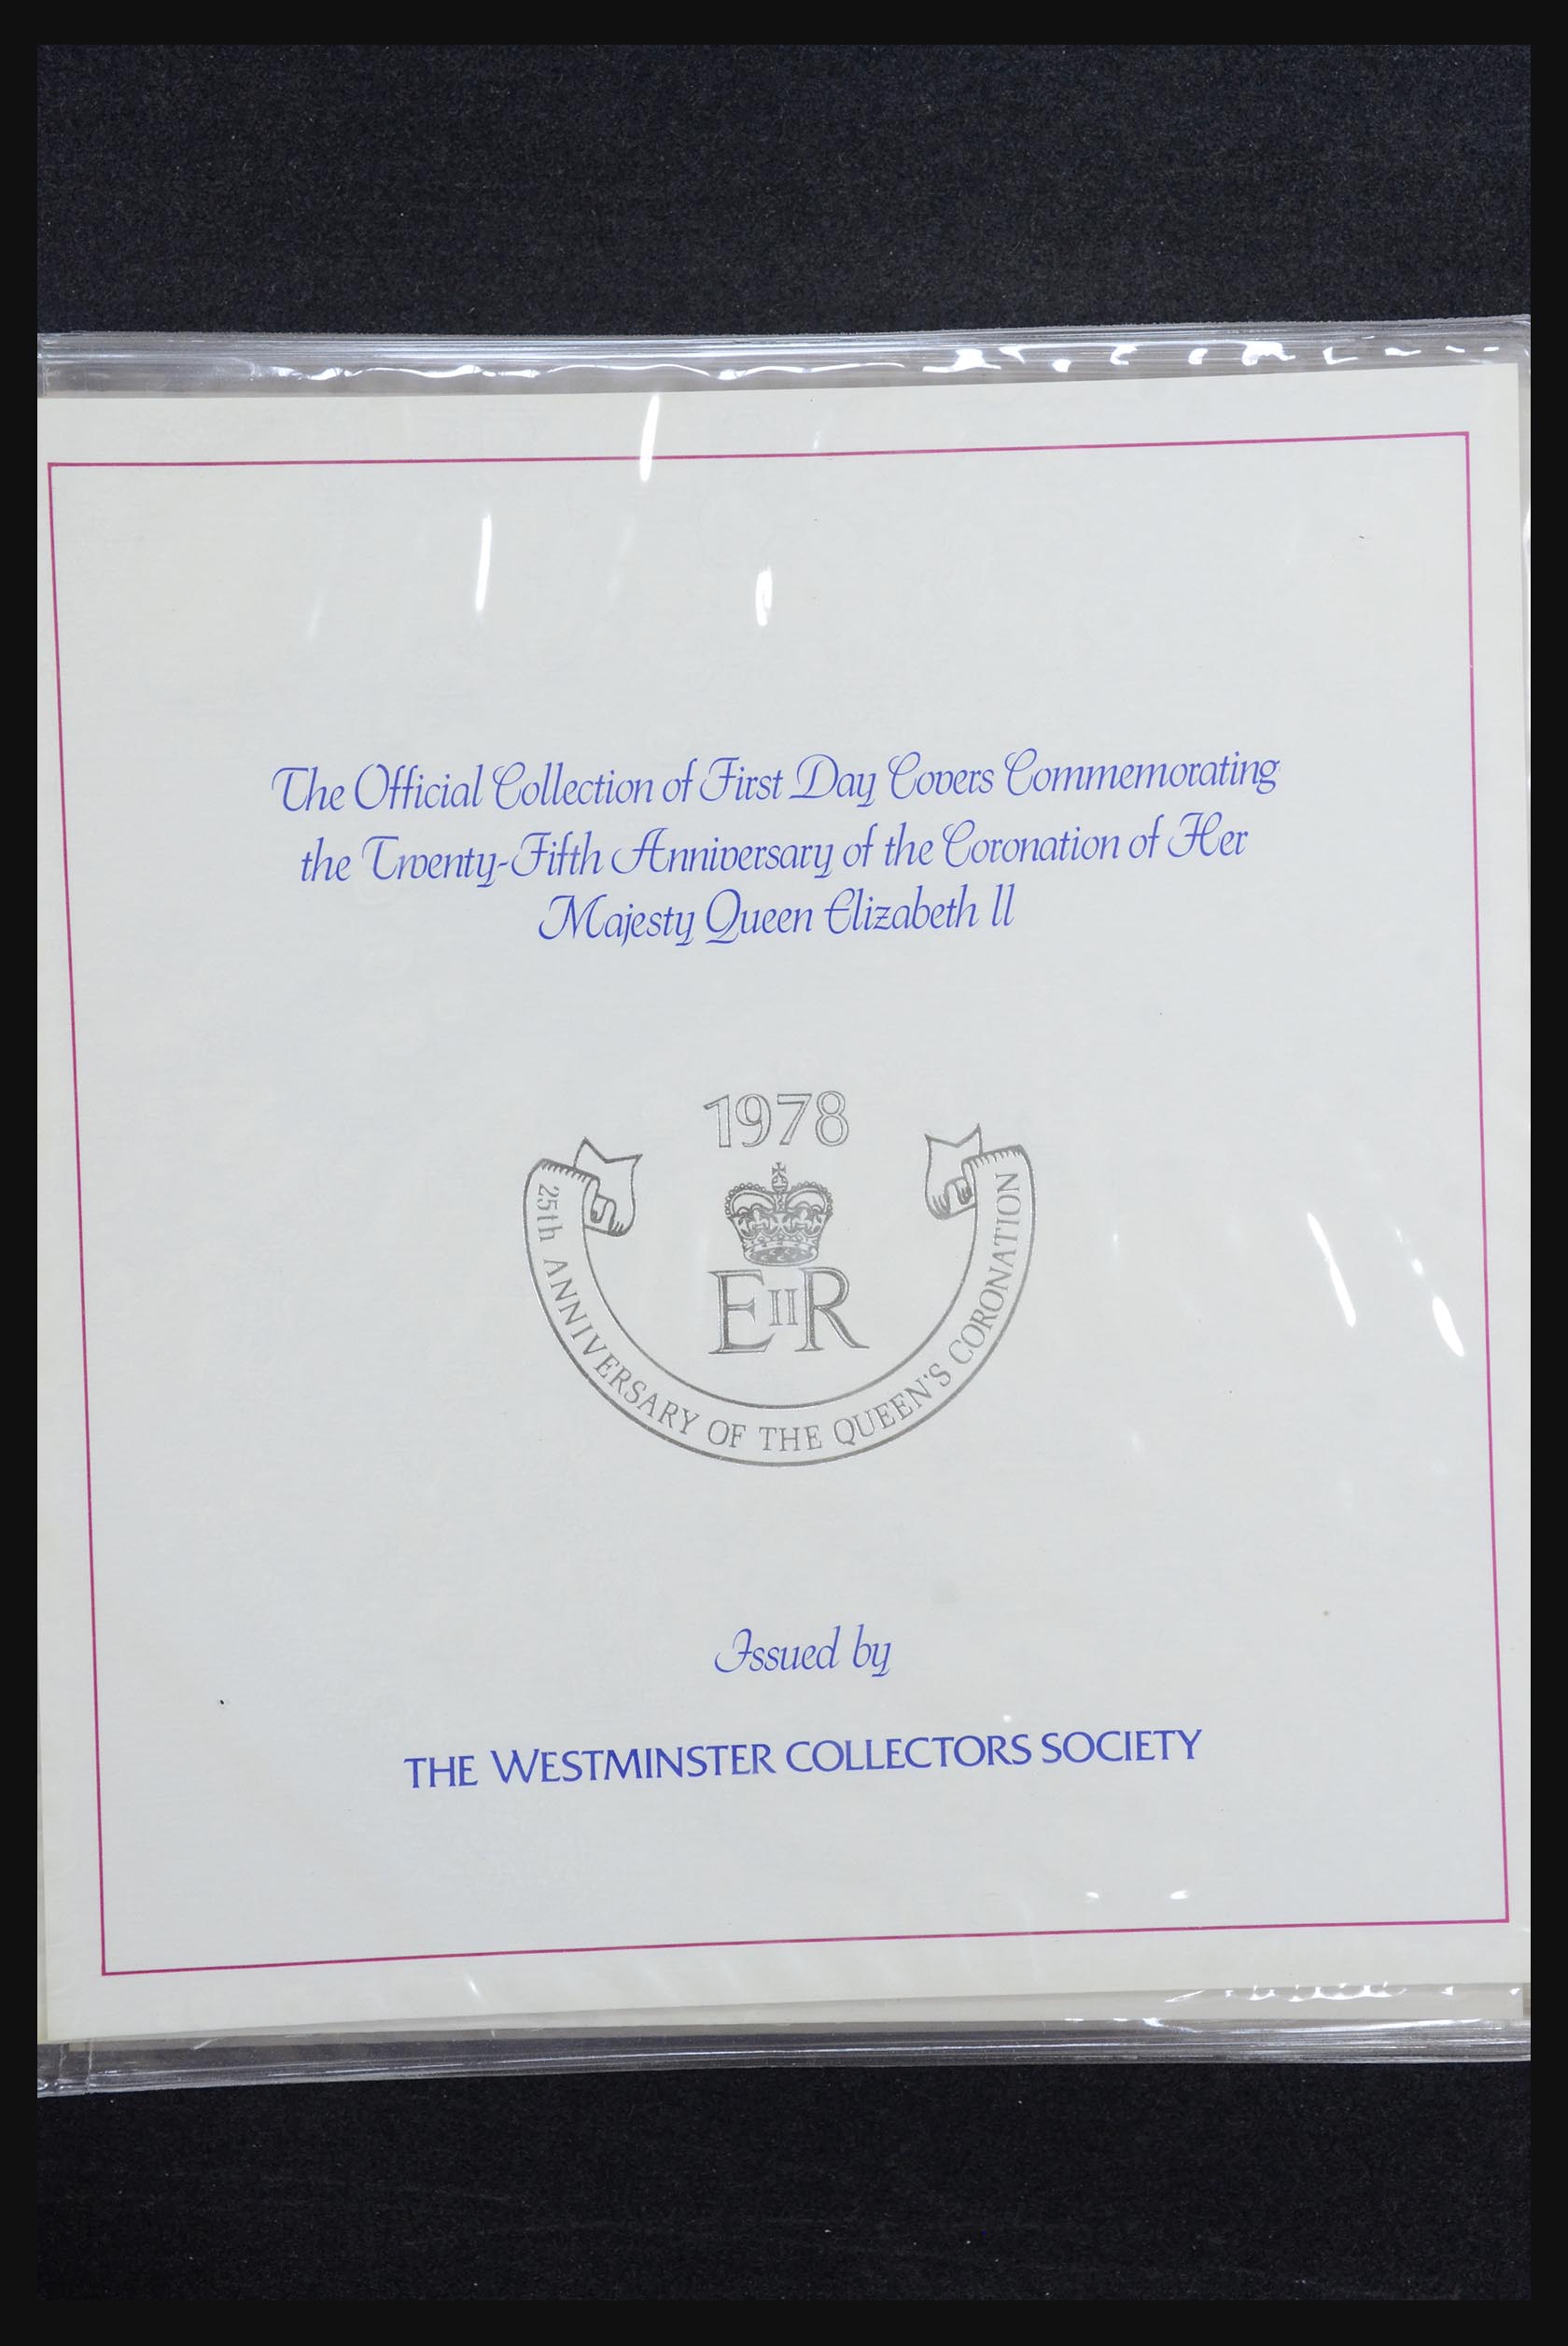 The Official Collection of First Day Covers Commemorating
the Twenty-Fifth Anniversary of the Coronation of Her
Majesty Queen Elizabeth II
1978
E II R
25th ANNIVERSARY OF THE QUEEN'S CORONATION
Issued by
THE WESTMINSTER COLLECTORS SOCIETY